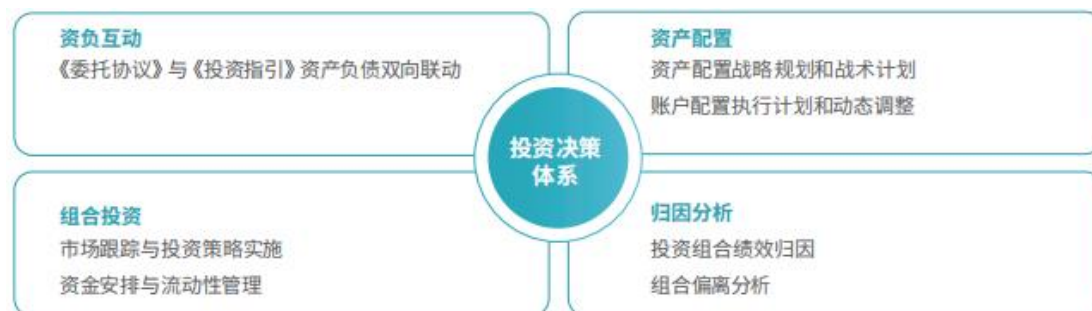 资负互动
《委托协议》与《投资指引》资产负债双向联动
资产配置
资产配置战略规划和战术计划
账户配置执行计划和动态调整
投资决策
体系
组合投资
市场跟踪与投资策略实施
资金安排与流动性管理
归因分析
投资组合绩效归因
组合偏离分析